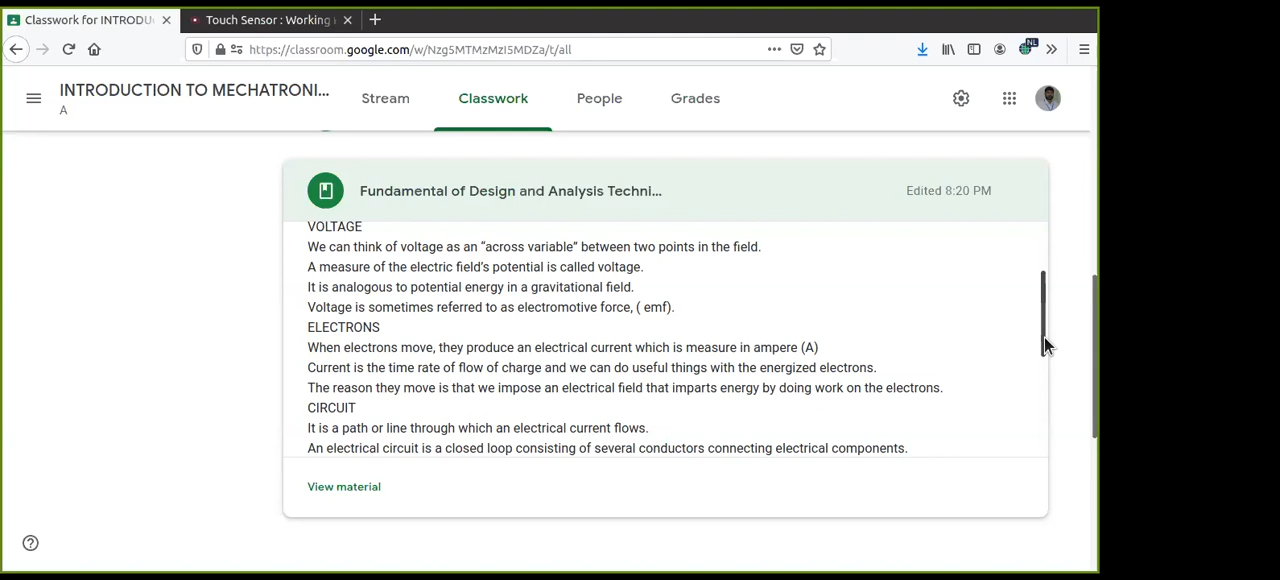 Classwork for INTRODU
Touch Sensor : Working
https://classroom.google.com/w/Nzg5MTMzMzI5MDZa/t/all
NL
INTRODUCTION TO MECHATRONI...
A
Stream
Classwork
People
Grades
Fundamental of Design and Analysis Techni...
Edited 8:20 PM
VOLTAGE
We can think of voltage as an “across variable” between two points in the field.
A measure of the electric field’s potential is called voltage.
It is analogous to potential energy in a gravitational field.
Voltage is sometimes referred to as electromotive force, ( emf).
ELECTRONS
When electrons move, they produce an electrical current which is measure in ampere (A)
Current is the time rate of flow of charge and we can do useful things with the energized electrons.
The reason they move is that we impose an electrical field that imparts energy by doing work on the electrons.
CIRCUIT
It is a path or line through which an electrical current flows.
An electrical circuit is a closed loop consisting of several conductors connecting electrical components.
View material